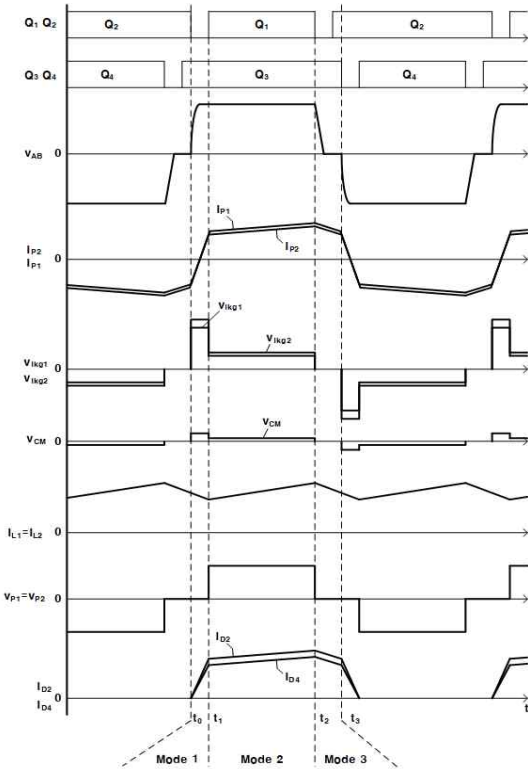 Q1 Q2 Q2 Q1 Q2
Q3 Q4 Q4 Q3 Q4
vAB 0
IP1
IP2
IP2 0
IP1
vlkg1
vlkg2
vlkg1 0
vlkg2
vCM
vCM 0
IL1=IL2 0
vP1=vP2 0
ID2
ID4
ID2 0
ID4
t0 t1 t2 t3 t
Mode 1 Mode 2 Mode 3